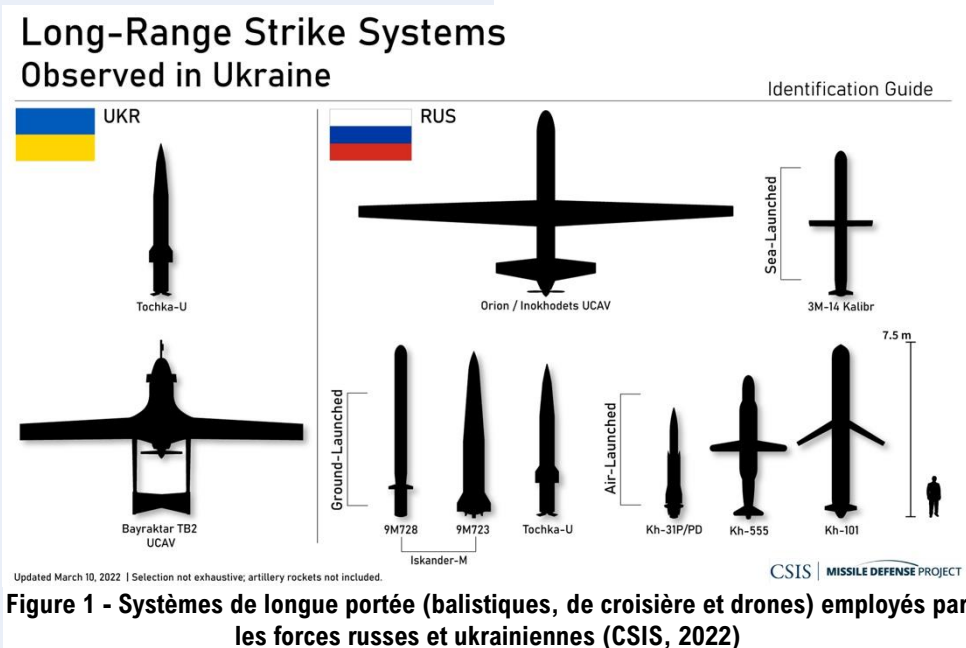 Long-Range Strike Systems
Observed in Ukraine
Identification Guide
UKR
Tochka-U
Bayraktar TB2
UCAV
RUS
Orion / Inokhodets UCAV
Sea-Launched
3M-14 Kalibr
Ground-Launched
9M728
9M723
Iskander-M
Tochka-U
Air-Launched
Kh-31P/PD
Kh-555
Kh-101
7.5 m
Updated March 10, 2022 | Selection not exhaustive; artillery rockets not included.
CSIS | MISSILE DEFENSE PROJECT
Figure 1 - Systèmes de longue portée (balistiques, de croisière et drones) employés par
les forces russes et ukrainiennes (CSIS, 2022)